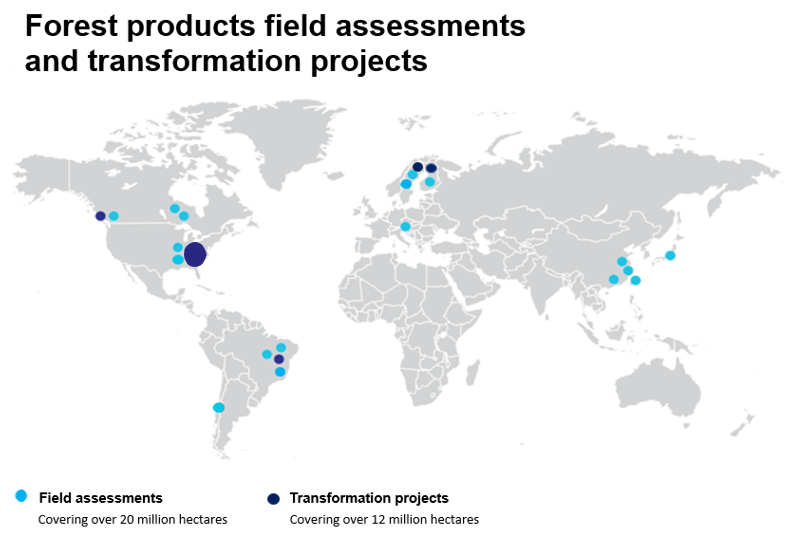 Forest products field assessments
and transformation projects
Field assessments
Covering over 20 million hectares
Transformation projects
Covering over 12 million hectares